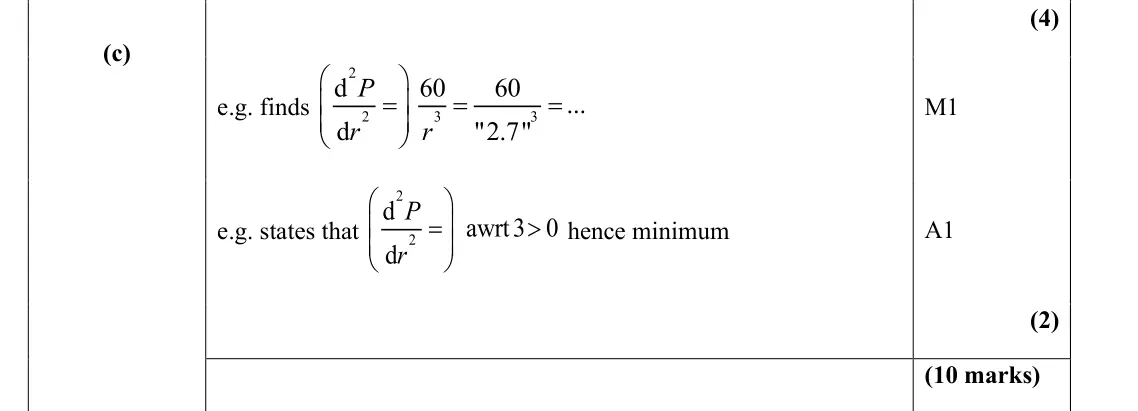 (4)
(c)
e.g. finds (d²P/dr² =) 60/r³ = 60/"2.7"³ = ... M1
e.g. states that (d²P/dr² =) awrt 3 > 0 hence minimum A1
(2)
(10 marks)